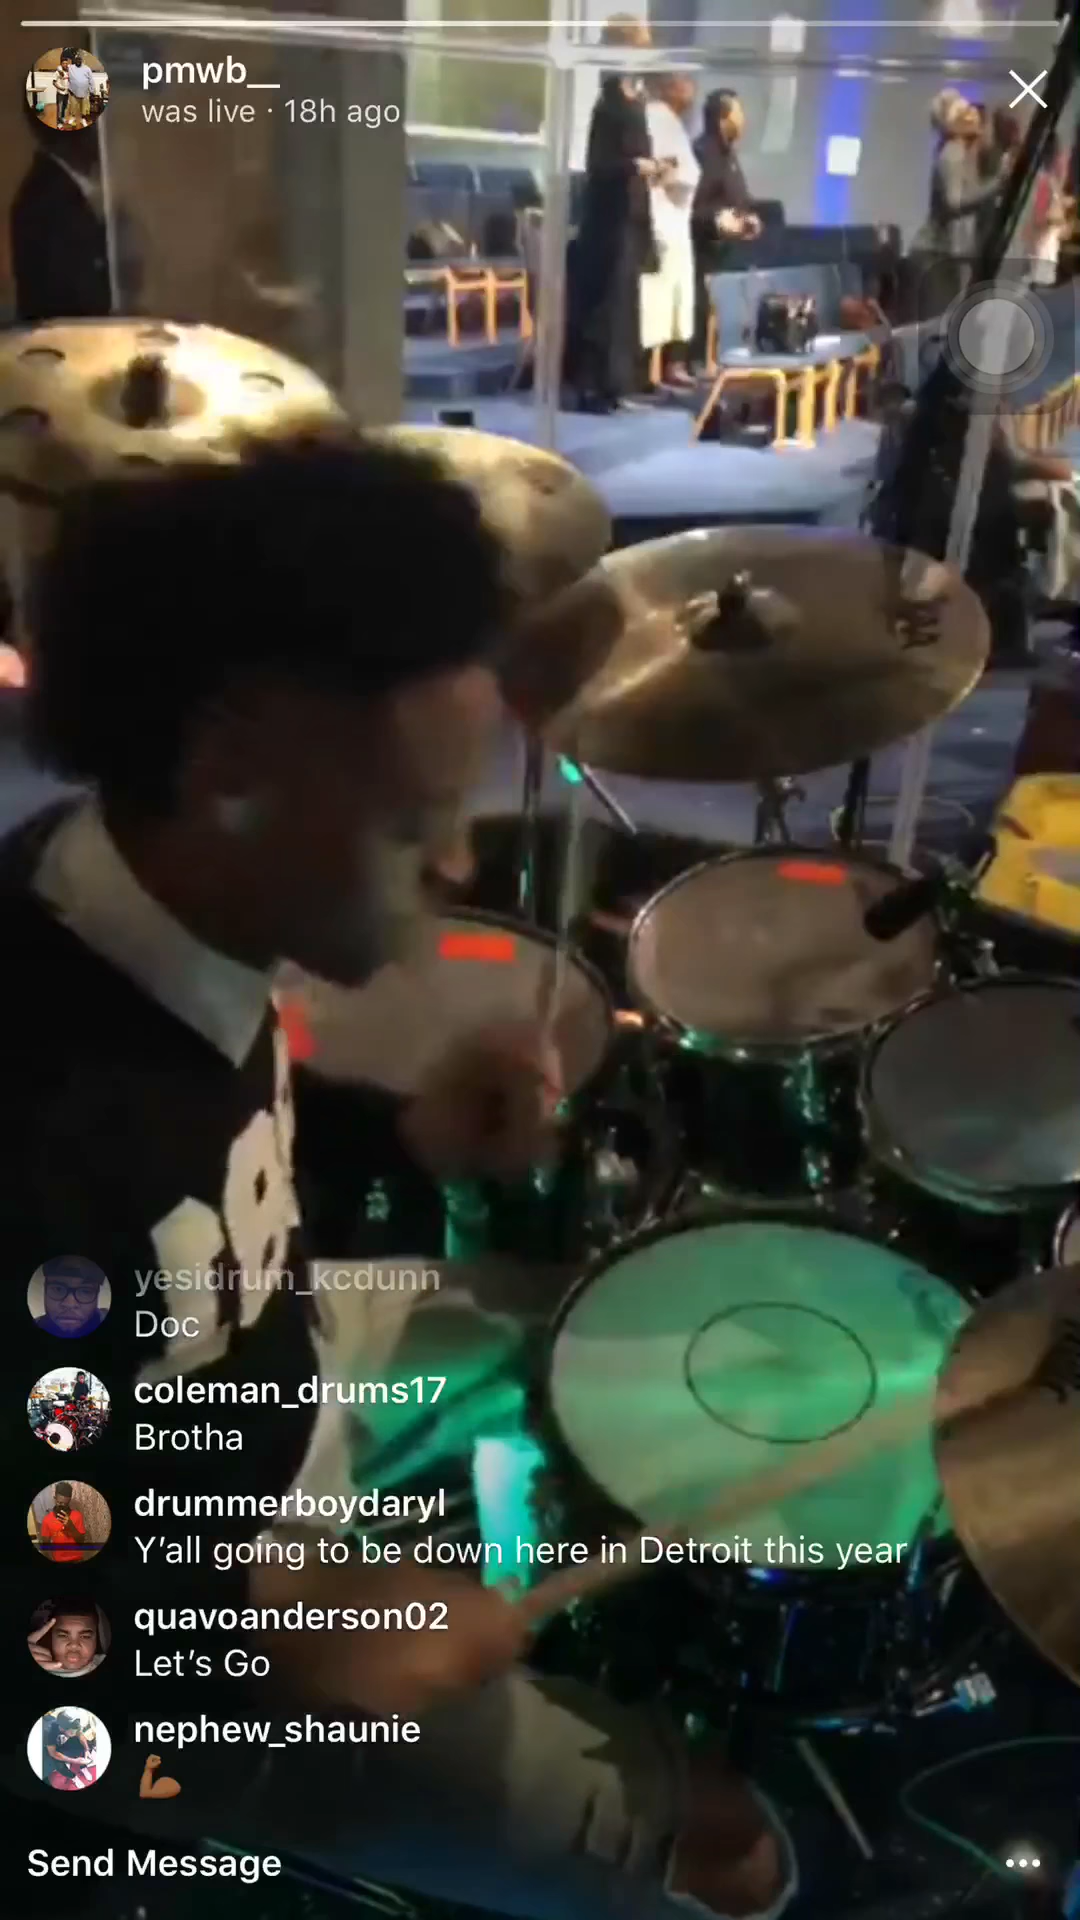 pmwb__
was live · 18h ago
yesidrum_kcdunn
Doc
coleman_drums17
Brotha
drummerboydaryl
Y'all going to be down here in Detroit this year
quavoanderson02
Let's Go
nephew_shaunie
💪🏽
Send Message